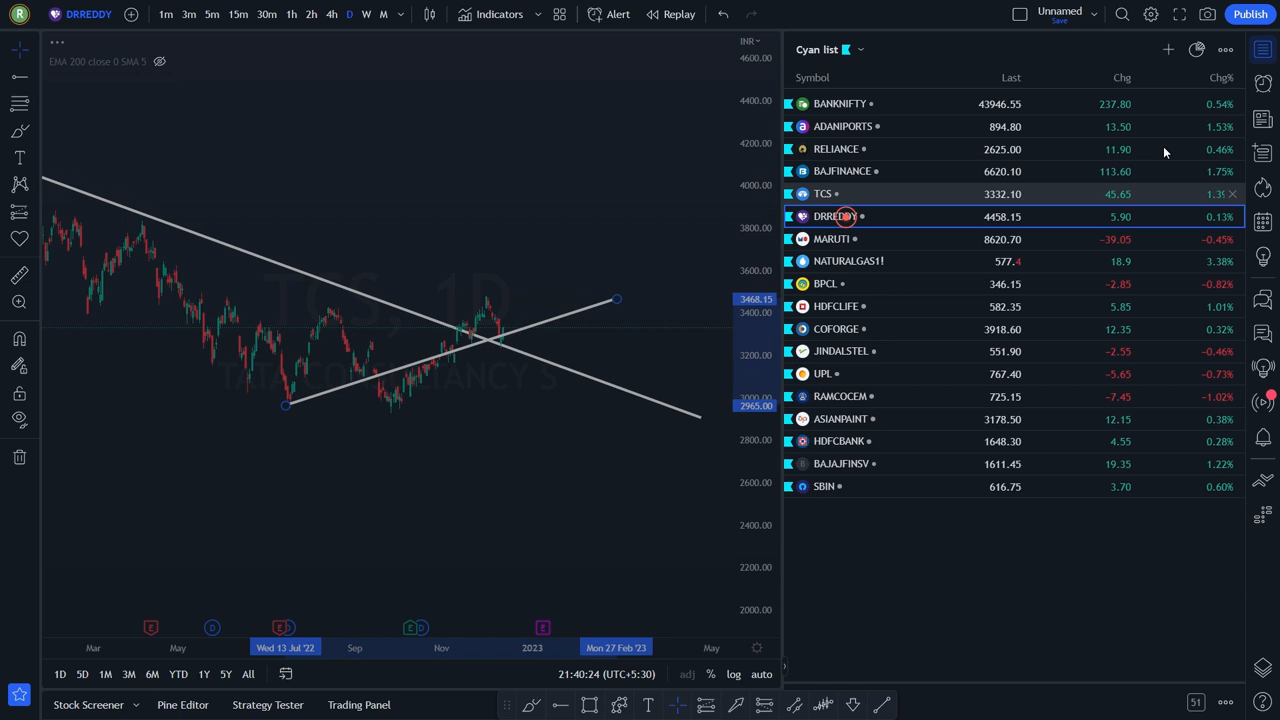 R DRREDDY 1m 3m 5m 15m 30m 1h 2h 4h D W M Indicators Alert Replay Unnamed Save Publish
INR
EMA 200 close 0 SMA 5
4600.00
4400.00
4200.00
4000.00
3800.00
3600.00
3468.15
3400.00
3200.00
3000.00
2965.00
2800.00
2600.00
2400.00
2200.00
2000.00
TCS, 1D
TATA CONSULTANCY S
E D E D E D E
Mar May Wed 13 Jul '22 Sep Nov 2023 Mon 27 Feb '23 May
1D 5D 1M 3M 6M YTD 1Y 5Y All 21:40:24 (UTC+5:30) adj % log auto
Stock Screener Pine Editor Strategy Tester Trading Panel
Cyan list
Symbol Last Chg Chg%
BANKNIFTY 43946.55 237.80 0.54%
ADANIPORTS 894.80 13.50 1.53%
RELIANCE 2625.00 11.90 0.46%
BAJFINANCE 6620.10 113.60 1.75%
TCS 3332.10 45.65 1.39
DRREDDY 4458.15 5.90 0.13%
MARUTI 8620.70 −39.05 −0.45%
NATURALGAS1! 577.4 18.9 3.38%
BPCL 346.15 −2.85 −0.82%
HDFCLIFE 582.35 5.85 1.01%
COFORGE 3918.60 12.35 0.32%
JINDALSTEL 551.90 −2.55 −0.46%
UPL 767.40 −5.65 −0.73%
RAMCOCEM 725.15 −7.45 −1.02%
ASIANPAINT 3178.50 12.15 0.38%
HDFCBANK 1648.30 4.55 0.28%
BAJAJFINSV 1611.45 19.35 1.22%
SBIN 616.75 3.70 0.60%
51